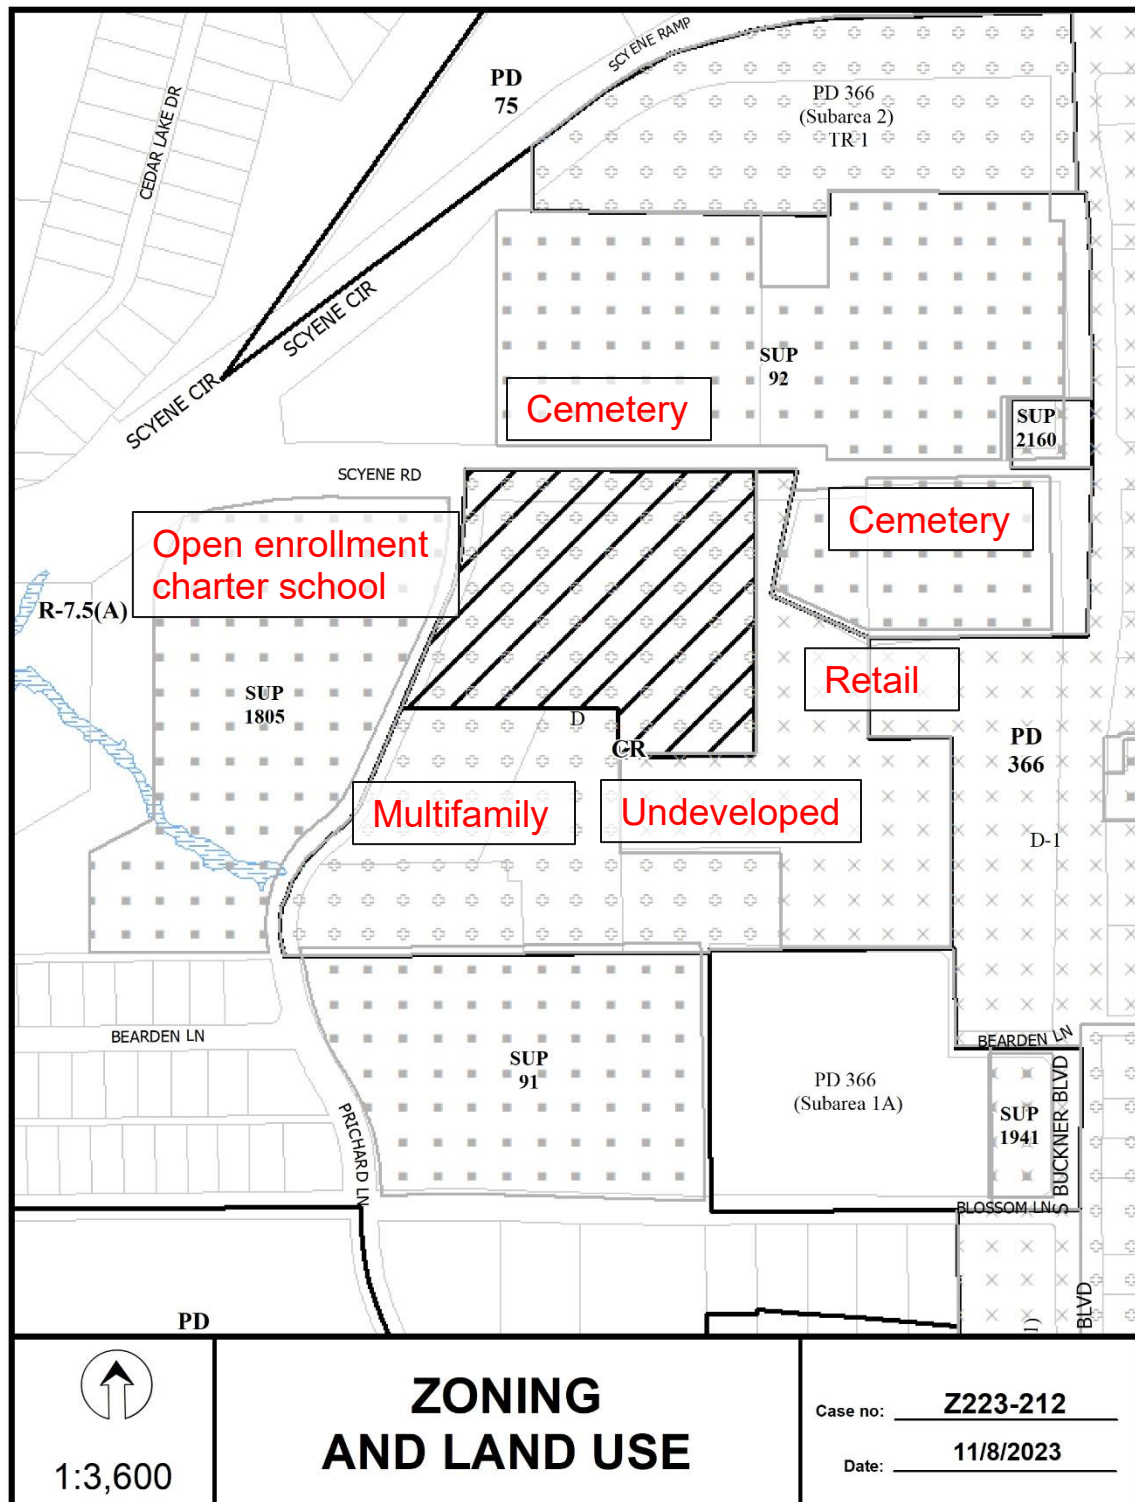 SCYENE RAMP
PD
75
PD 366
(Subarea 2)
TR 1
CEDAR LAKE DR
SCYENE CIR
SCYENE CIR
SUP
92
Cemetery
SUP
2160
SCYENE RD
Cemetery
Open enrollment
charter school
R-7.5(A)
Retail
SUP
1805
D
CR
PD
366
Multifamily
Undeveloped
D-1
BEARDEN LN
BEARDEN LN
SUP
91
PD 366
(Subarea 1A)
SUP
1941
S BUCKNER BLVD
PRICHARD LN
BLOSSOM LN
PD
1)
BLVD
1:3,600
ZONING
AND LAND USE
Case no: Z223-212
Date: 11/8/2023